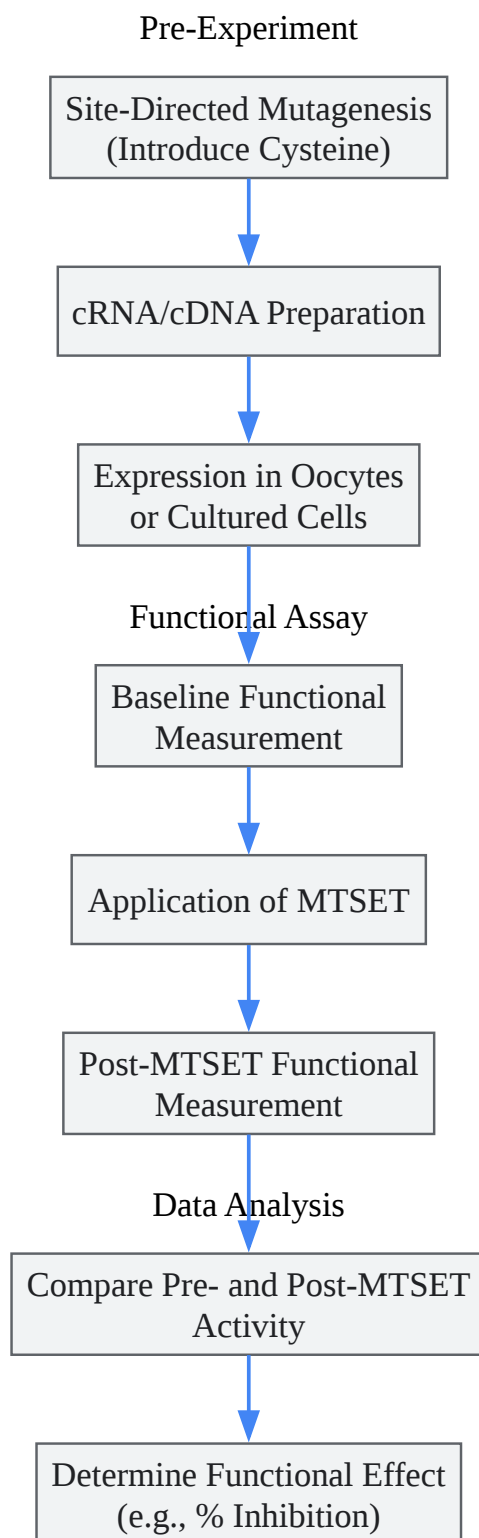 Pre-Experiment
Site-Directed Mutagenesis
(Introduce Cysteine)
cRNA/cDNA Preparation
Expression in Oocytes
or Cultured Cells
Functional Assay
Baseline Functional
Measurement
Application of MTSET
Post-MTSET Functional
Measurement
Data Analysis
Compare Pre- and Post-MTSET
Activity
Determine Functional Effect
(e.g., % Inhibition)